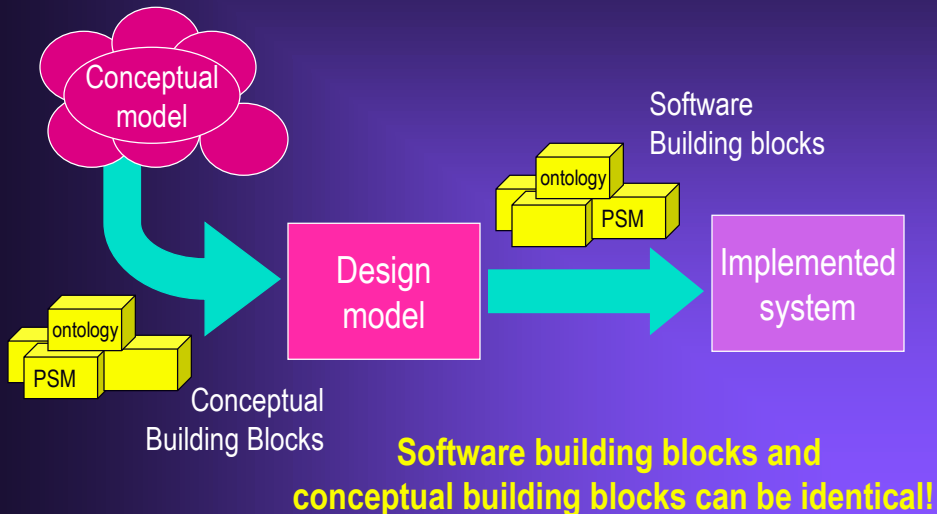 Conceptual
model
Software
Building blocks
ontology
PSM
Design
model
Implemented
system
ontology
PSM
Conceptual
Building Blocks
Software building blocks and
conceptual building blocks can be identical!